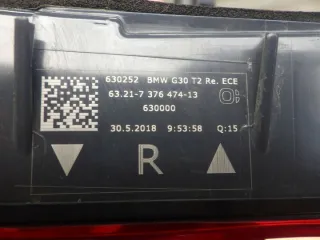 630252 BMW G30 T2 Re. ECE
63.21-7 376 474-13
630000
30.5.2018 9:53:58 Q:15
R